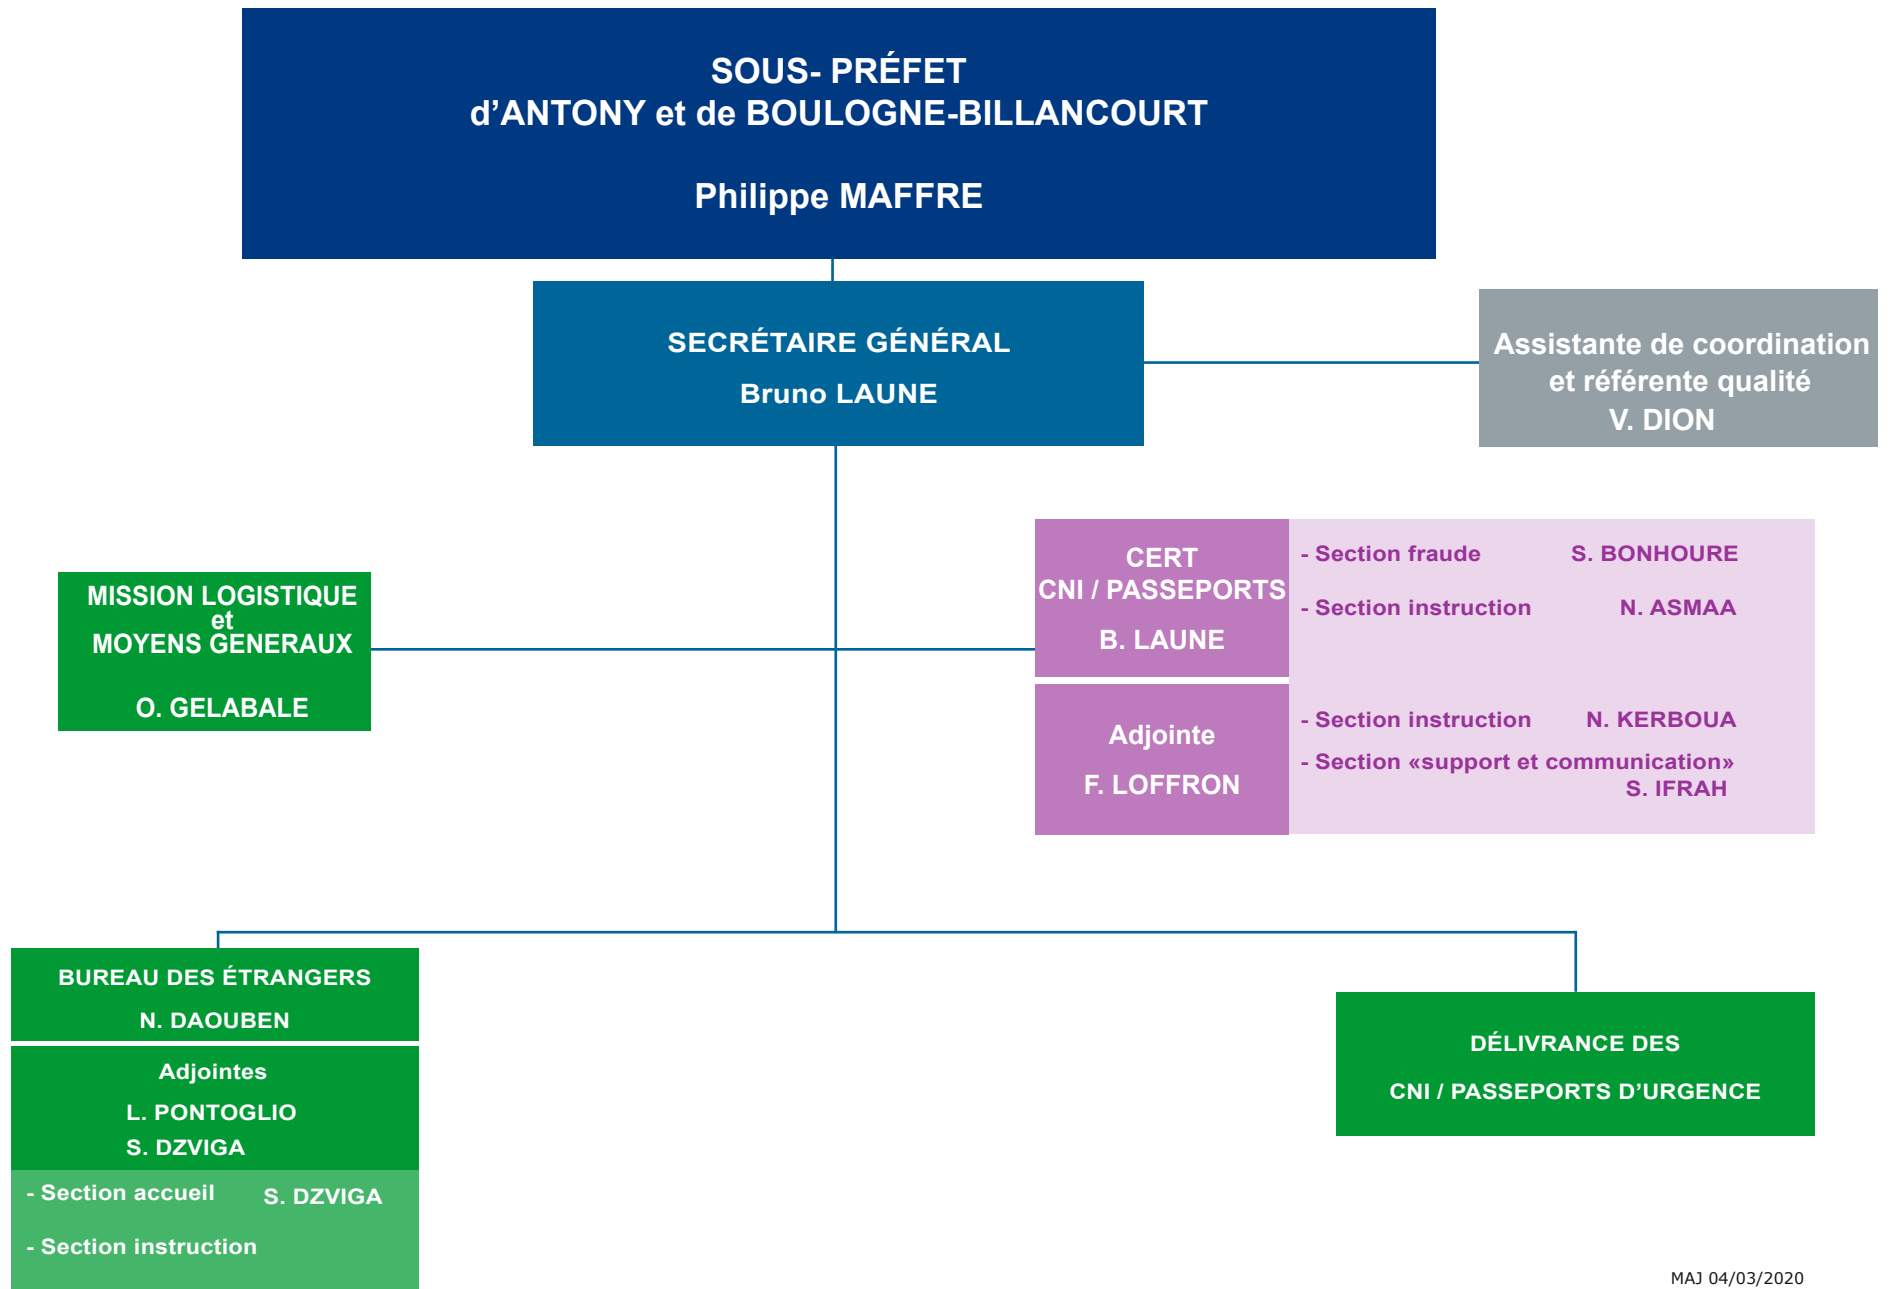 SOUS- PRÉFET
d’ANTONY et de BOULOGNE-BILLANCOURT
Philippe MAFFRE
SECRÉTAIRE GÉNÉRAL
Bruno LAUNE
Assistante de coordination
et référente qualité
V. DION
MISSION LOGISTIQUE
et
MOYENS GENERAUX
O. GELABALE
CERT
CNI / PASSEPORTS
B. LAUNE
- Section fraude S. BONHOURE
- Section instruction N. ASMAA
Adjointe
F. LOFFRON
- Section instruction N. KERBOUA
- Section «support et communication»
S. IFRAH
BUREAU DES ÉTRANGERS
N. DAOUBEN
Adjointes
L. PONTOGLIO
S. DZVIGA
- Section accueil S. DZVIGA
- Section instruction
DÉLIVRANCE DES
CNI / PASSEPORTS D’URGENCE
MAJ 04/03/2020